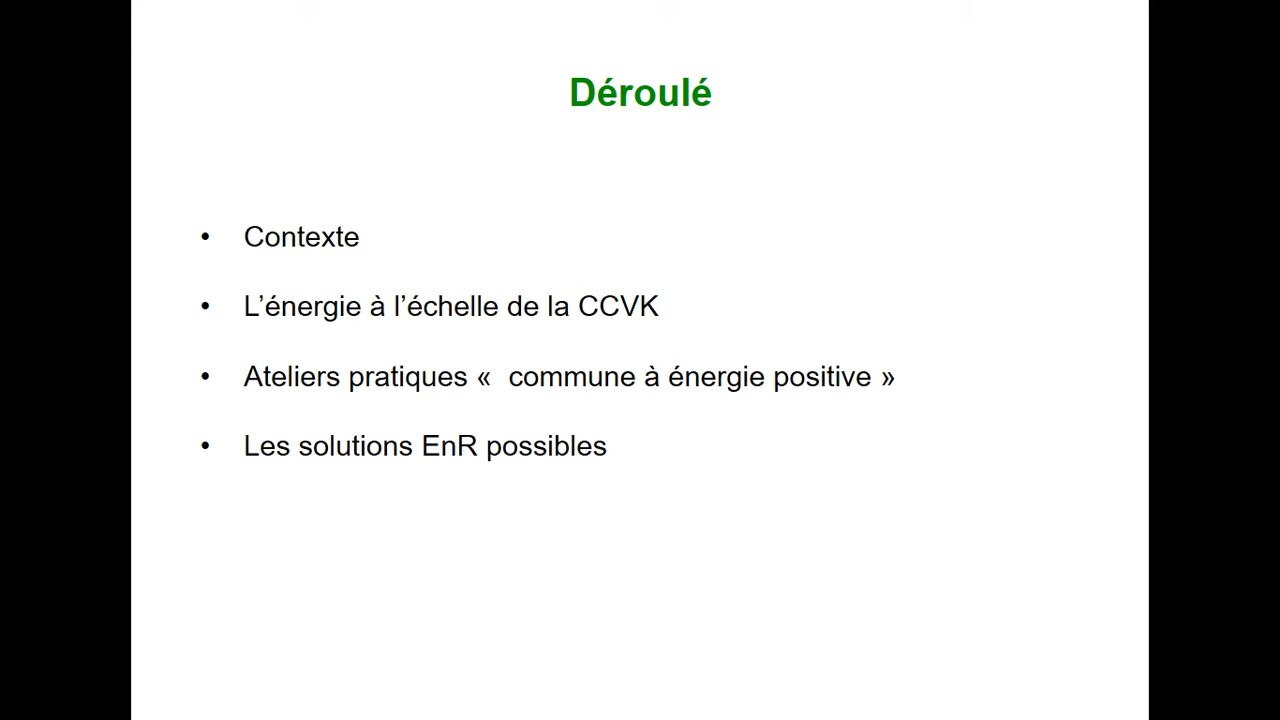 Déroulé
• Contexte
• L’énergie à l’échelle de la CCVK
• Ateliers pratiques «  commune à énergie positive »
• Les solutions EnR possibles